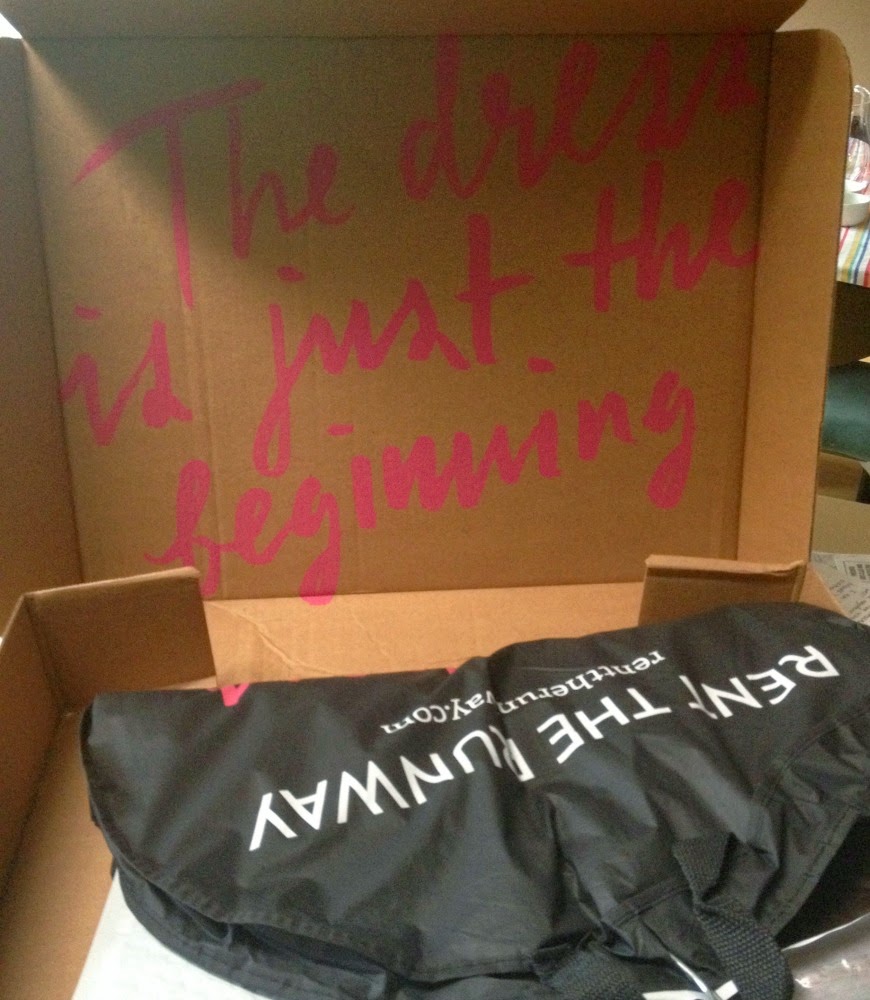 The dress
is just the
beginning
RENT THE RUNWAY
renttherunway.com